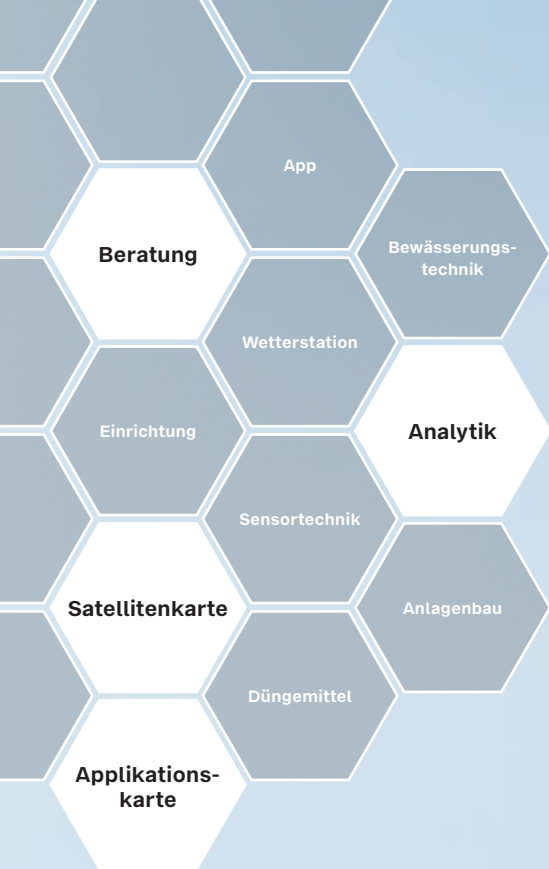 App
Bewässerungs-
technik
Beratung
Wetterstation
Einrichtung
Analytik
Sensortechnik
Satellitenkarte
Anlagenbau
Düngemittel
Applikations-
karte